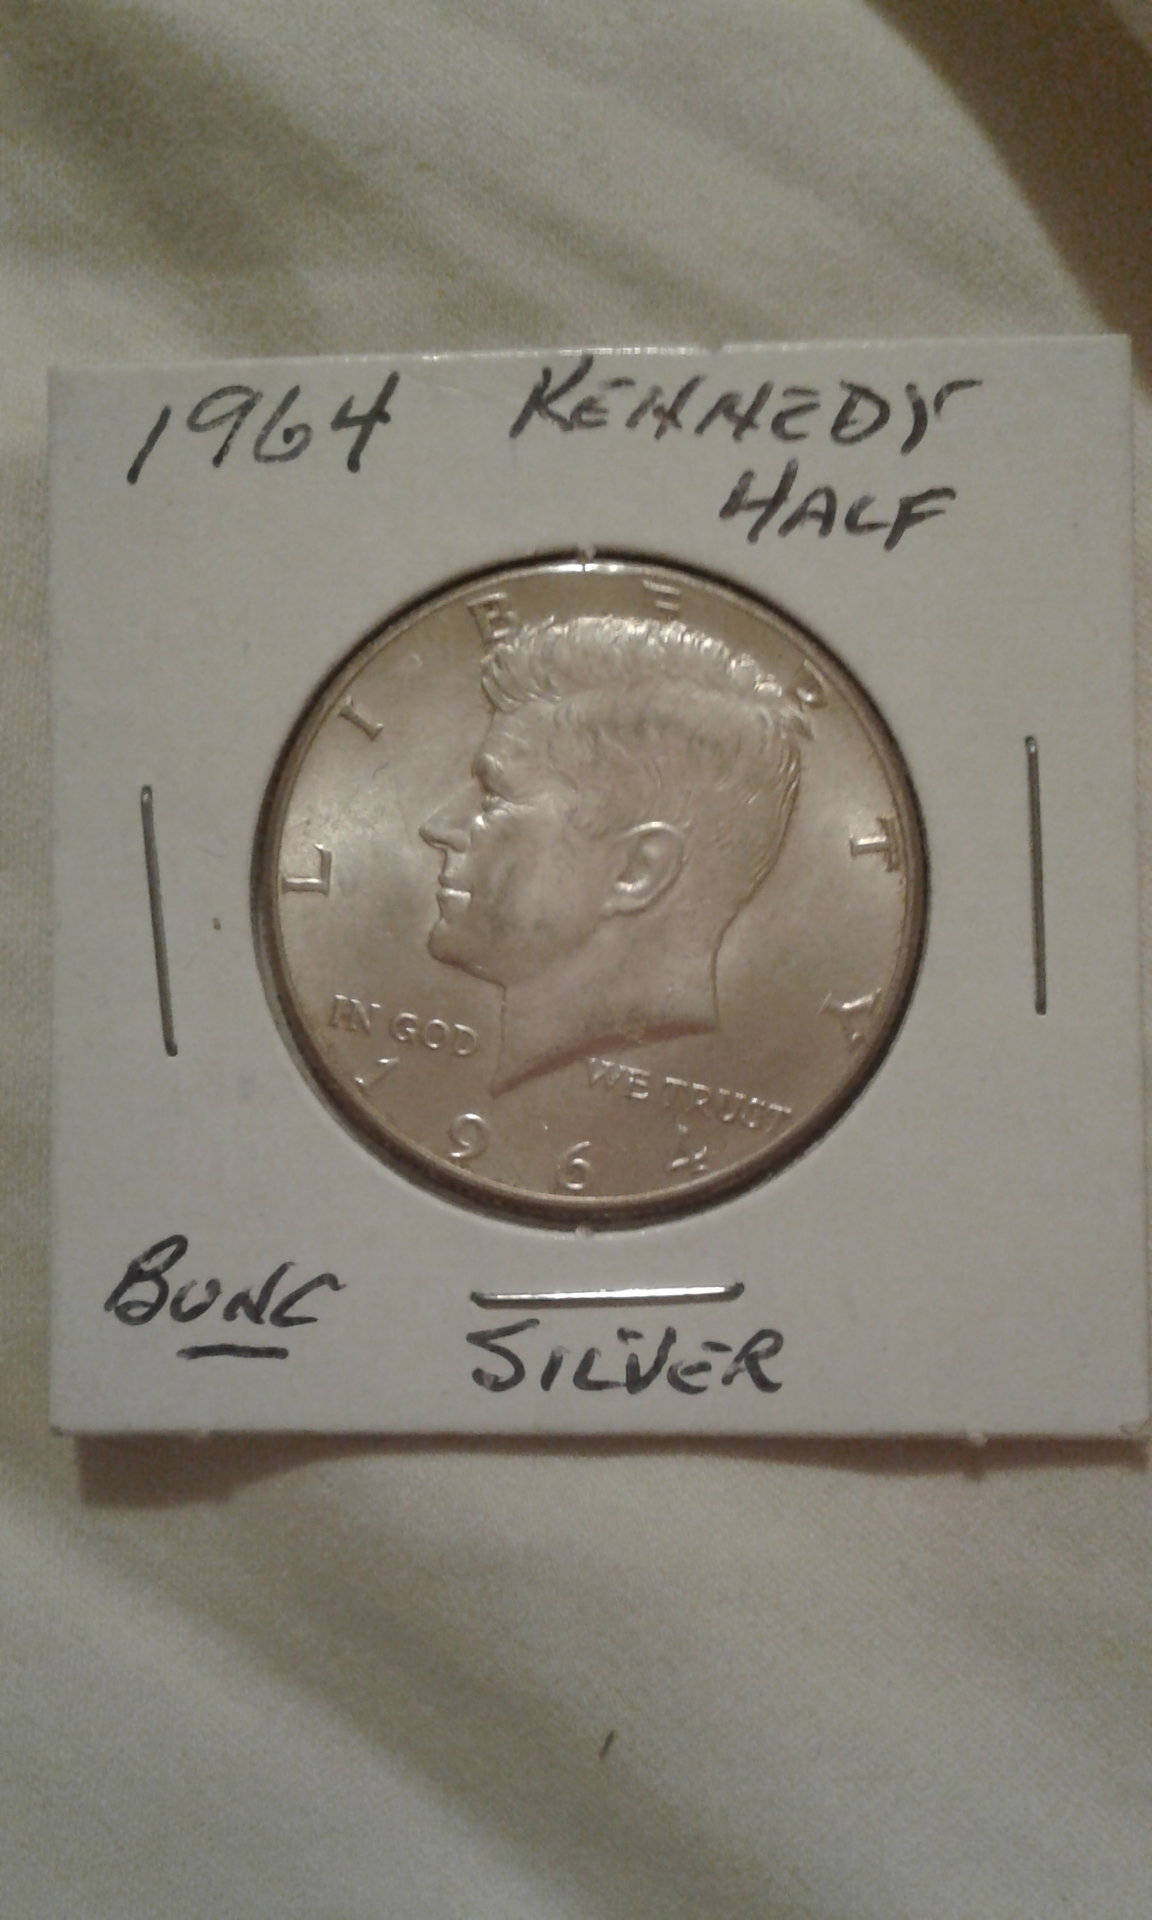 1964 KENNEDY
HALF
LIBERTY
IN GOD WE TRUST
1964
BUNC
SILVER